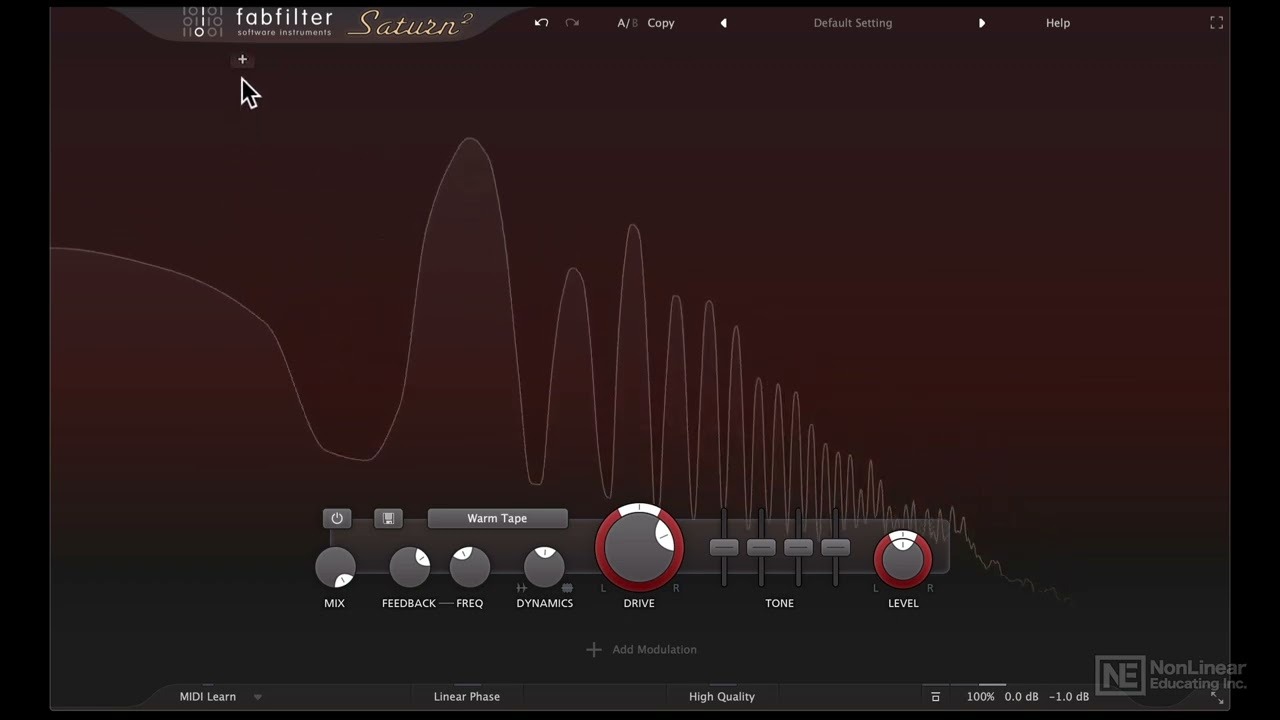 fabfilter
software instruments
Saturn 2
A/B Copy
Default Setting
Help
Warm Tape
MIX
FEEDBACK
FREQ
DYNAMICS
L
DRIVE
R
TONE
L
LEVEL
R
Add Modulation
MIDI Learn
Linear Phase
High Quality
100% 0.0 dB -1.0 dB
NE NonLinear
Educating Inc.